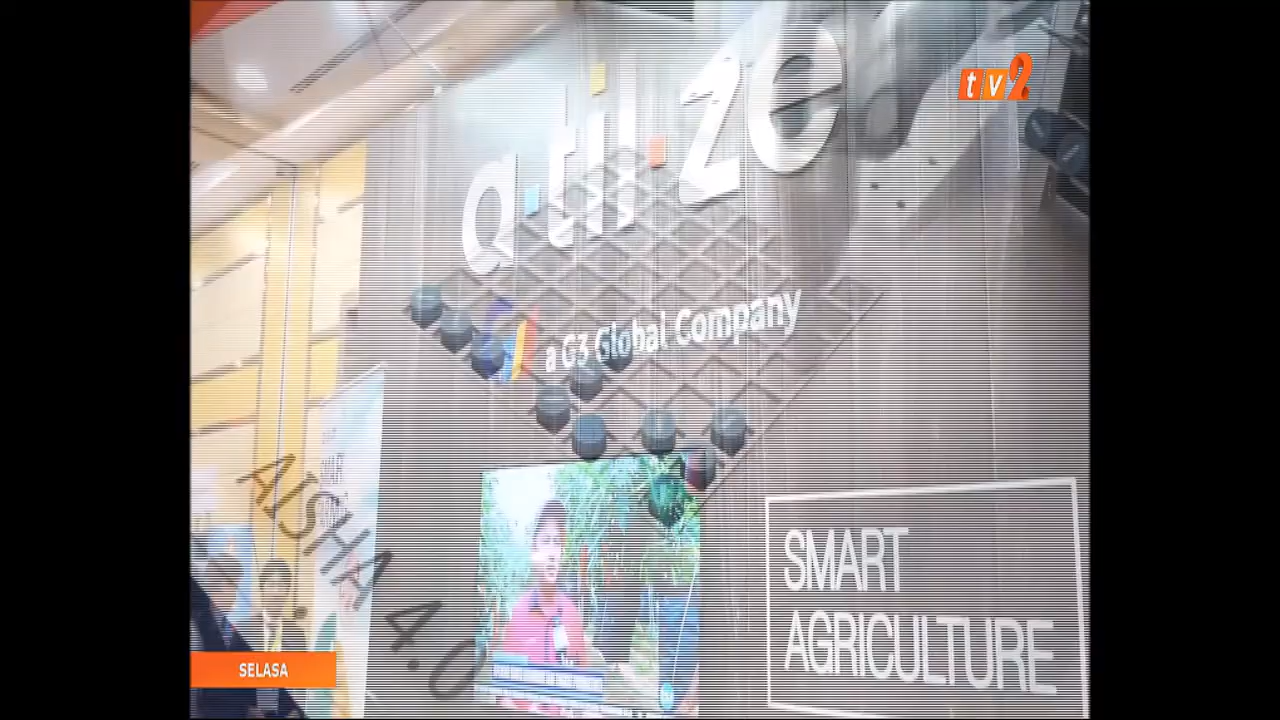 tv2
Q-ti-ze
a G3 Global Company
SMART
AGRICULTURE
AISHA 4.0
SELASA